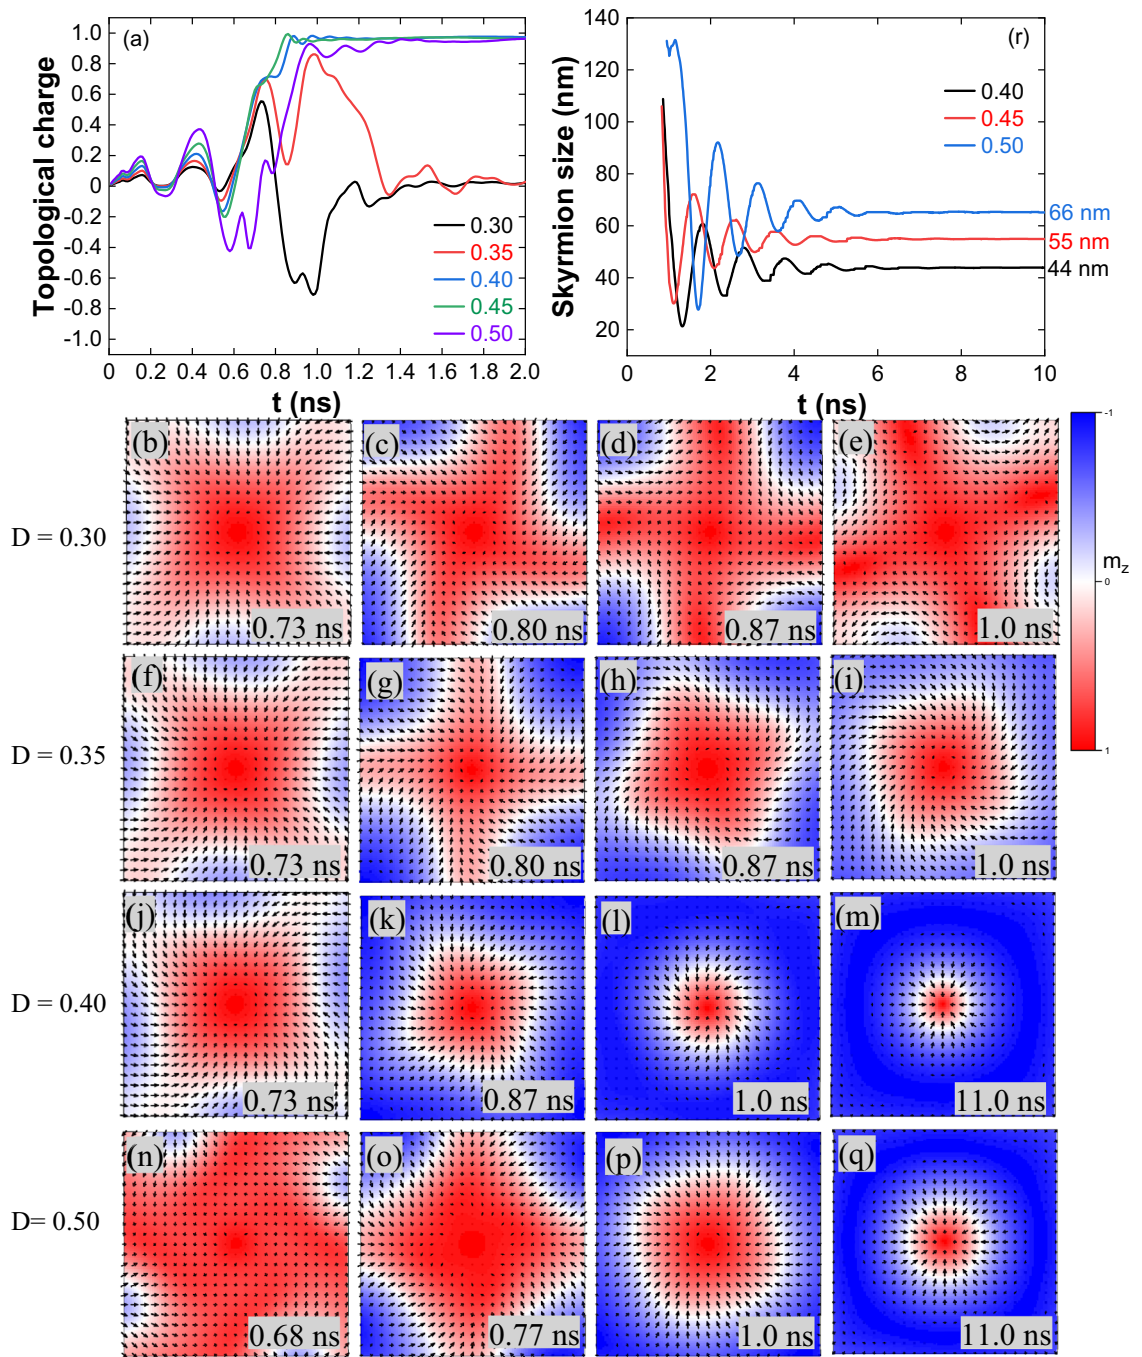 (a)
Topological charge
1.0
0.8
0.6
0.4
0.2
0
-0.2
-0.4
-0.6
-0.8
-1.0
0.30
0.35
0.40
0.45
0.50
0 0.2 0.4 0.6 0.8 1.0 1.2 1.4 1.6 1.8 2.0
t (ns)
(r)
Skyrmion size (nm)
140
120
100
80
60
40
20
0.40
0.45
0.50
66 nm
55 nm
44 nm
0 2 4 6 8 10
t (ns)
D = 0.30
(b) 0.73 ns
(c) 0.80 ns
(d) 0.87 ns
(e) 1.0 ns
-1
mz
0
1
D = 0.35
(f) 0.73 ns
(g) 0.80 ns
(h) 0.87 ns
(i) 1.0 ns
D = 0.40
(j) 0.73 ns
(k) 0.87 ns
(l) 1.0 ns
(m) 11.0 ns
D= 0.50
(n) 0.68 ns
(o) 0.77 ns
(p) 1.0 ns
(q) 11.0 ns